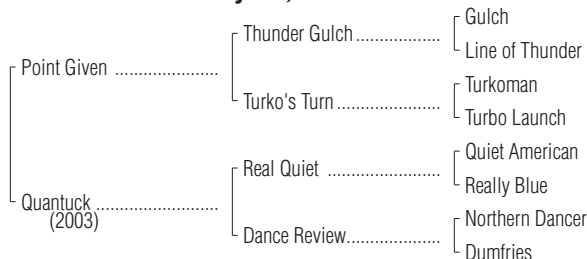 Gulch
Thunder Gulch ..................
Line of Thunder
Point Given ......................
Turkoman
Turko's Turn ......................
Turbo Launch
Quiet American
Real Quiet ......................
Really Blue
Quantuck ..........................
(2003)
Northern Dancer
Dance Review....................
Dumfries